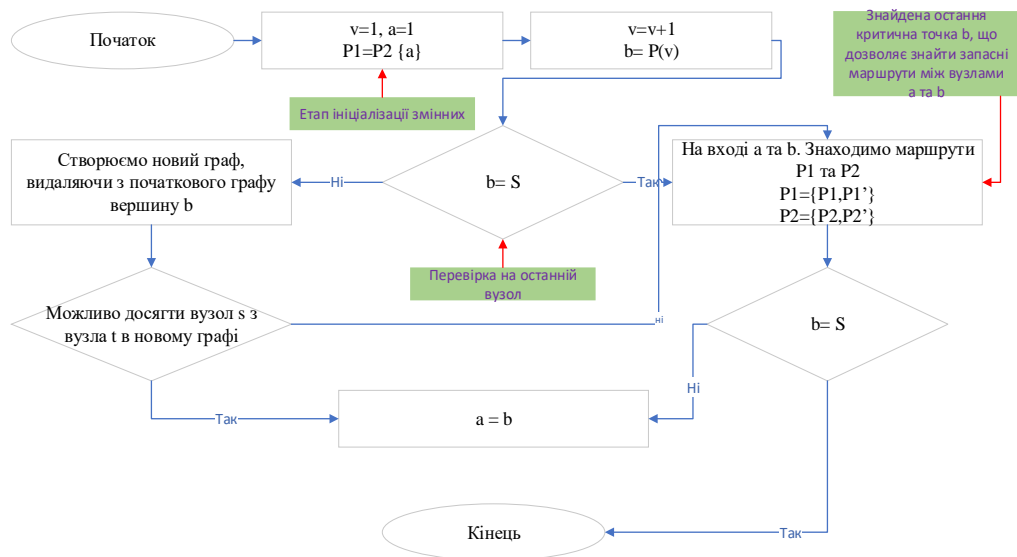 Початок
v=1, a=1
P1=P2 {a}
v=v+1
b= P(v)
Знайдена остання
критична точка b, що
дозволяє знайти запасні
маршрути між вузлами
a та b
Етап ініціалізації змінних
Створюємо новий граф,
видаляючи з початкового графу
вершину b
Ні
b= S
Так
На вході a та b. Знаходимо маршрути
P1 та P2
P1={P1,P1’}
P2={P2,P2’}
Перевірка на останній
вузол
Можливо досягти вузол s з
вузла t в новому графі
ні
b= S
Так
Ні
a = b
Кінець
Так